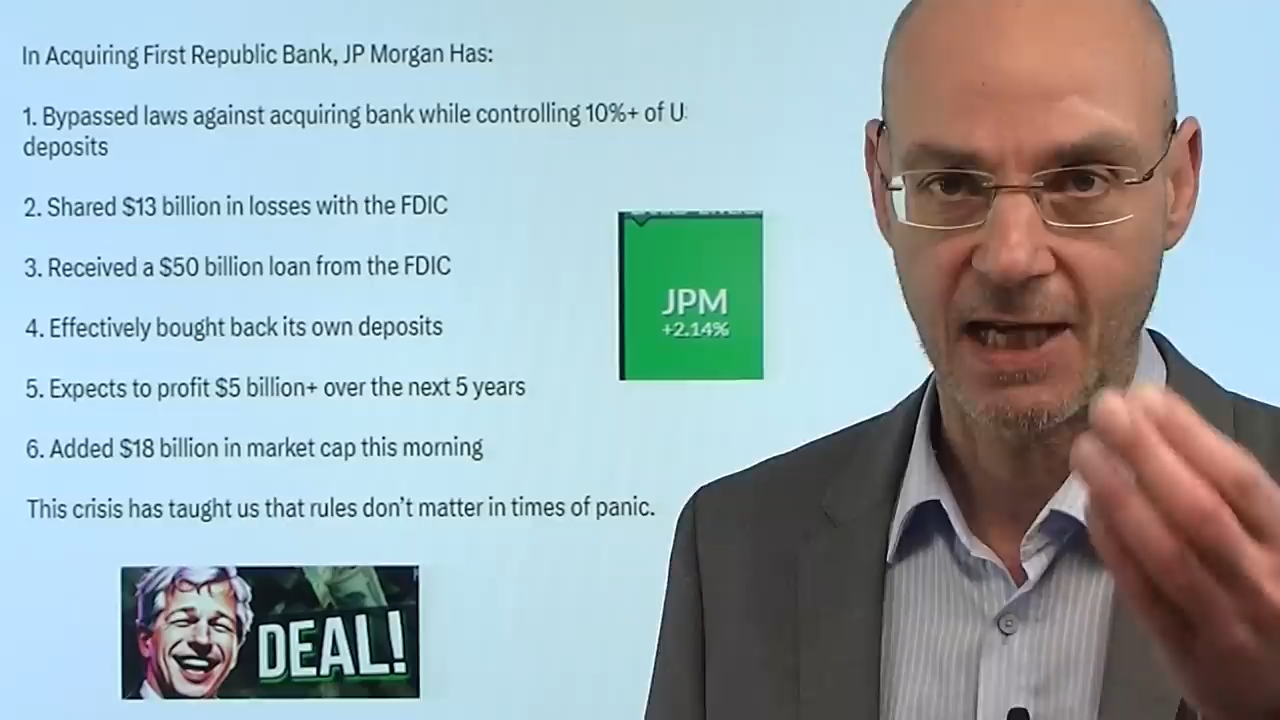 In Acquiring First Republic Bank, JP Morgan Has:
1. Bypassed laws against acquiring bank while controlling 10%+ of U
deposits
2. Shared $13 billion in losses with the FDIC
3. Received a $50 billion loan from the FDIC
4. Effectively bought back its own deposits
JPM
+2.14%
5. Expects to profit $5 billion+ over the next 5 years
6. Added $18 billion in market cap this morning
This crisis has taught us that rules don't matter in times of panic.
DEAL!